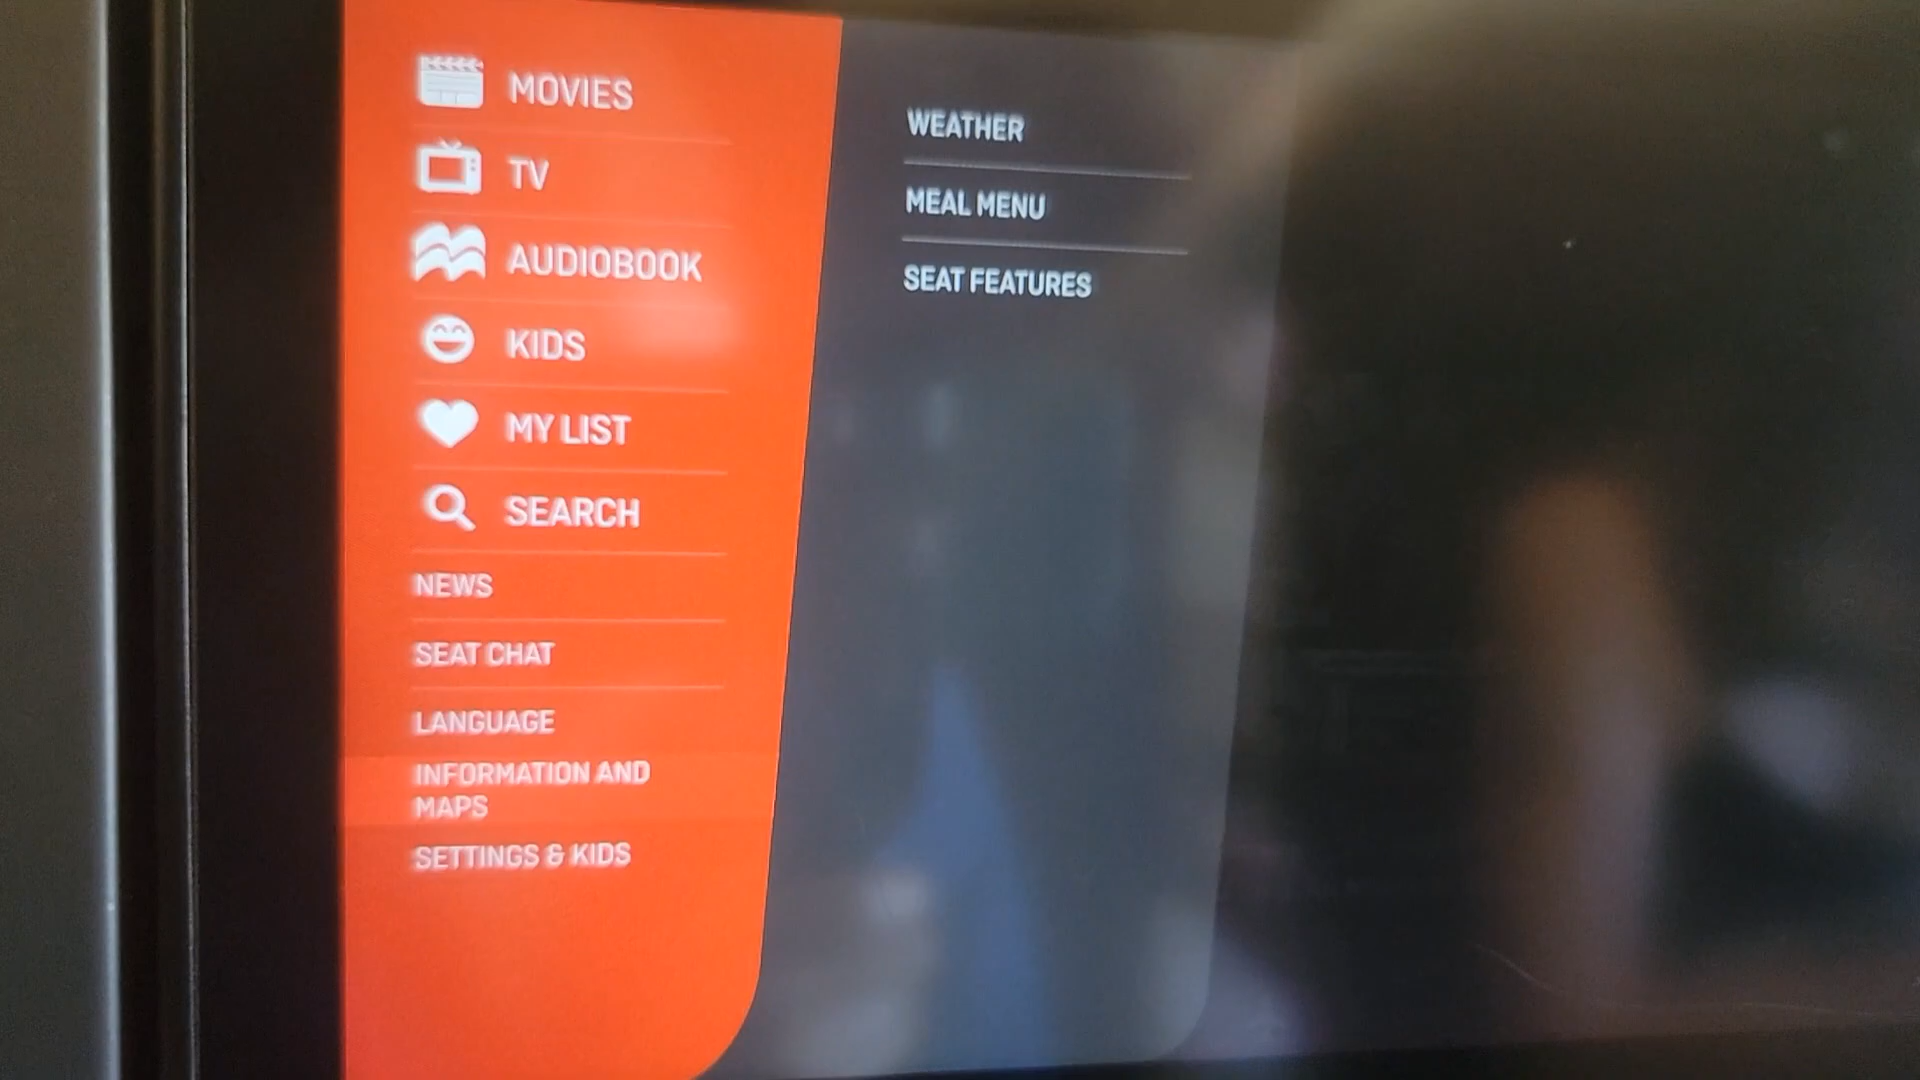 MOVIES
TV
AUDIOBOOK
KIDS
MY LIST
SEARCH
NEWS
SEAT CHAT
LANGUAGE
INFORMATION AND
MAPS
SETTINGS & KIDS
WEATHER
MEAL MENU
SEAT FEATURES